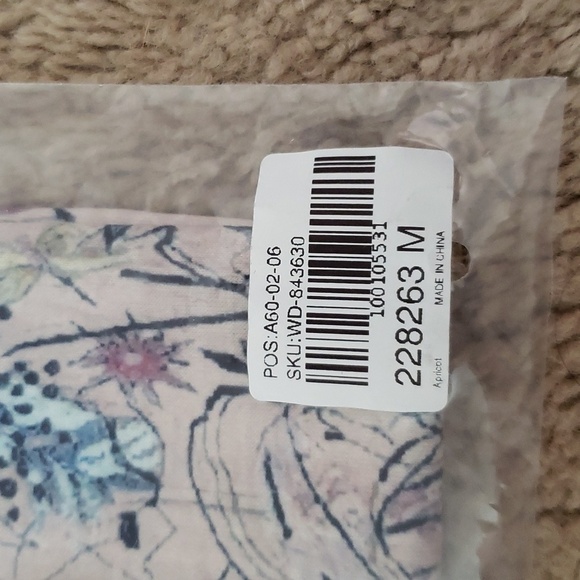 POS:A60-02-06
SKU:WD-843630
100105531
228263 M
Apricot MADE IN CHINA